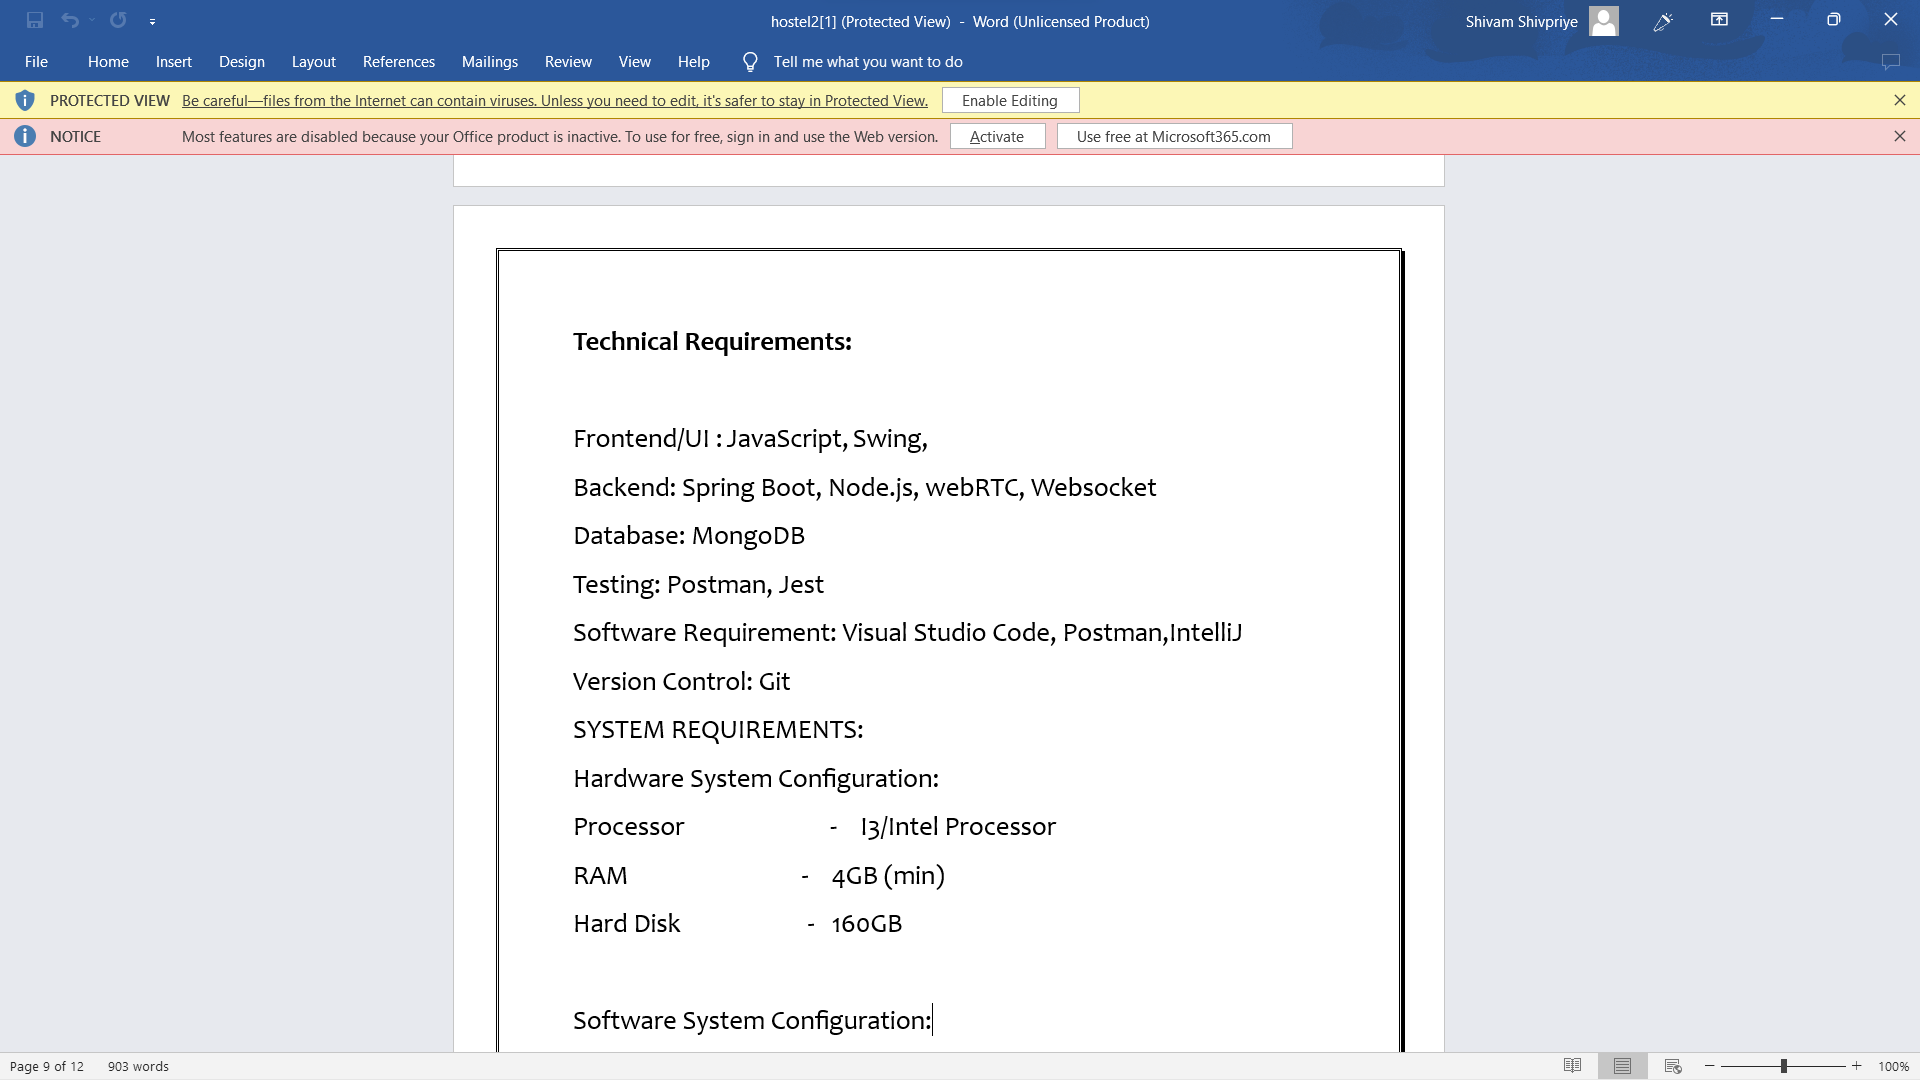 hostel2[1] (Protected View) - Word (Unlicensed Product)
Shivam Shivpriye
File Home Insert Design Layout References Mailings Review View Help Tell me what you want to do
PROTECTED VIEW Be careful—files from the Internet can contain viruses. Unless you need to edit, it's safer to stay in Protected View. Enable Editing
NOTICE Most features are disabled because your Office product is inactive. To use for free, sign in and use the Web version. Activate Use free at Microsoft365.com
Technical Requirements:
Frontend/UI : JavaScript, Swing,
Backend: Spring Boot, Node.js, webRTC, Websocket
Database: MongoDB
Testing: Postman, Jest
Software Requirement: Visual Studio Code, Postman,IntelliJ
Version Control: Git
SYSTEM REQUIREMENTS:
Hardware System Configuration:
Processor - I3/Intel Processor
RAM - 4GB (min)
Hard Disk - 160GB
Software System Configuration:
Page 9 of 12 903 words 100%